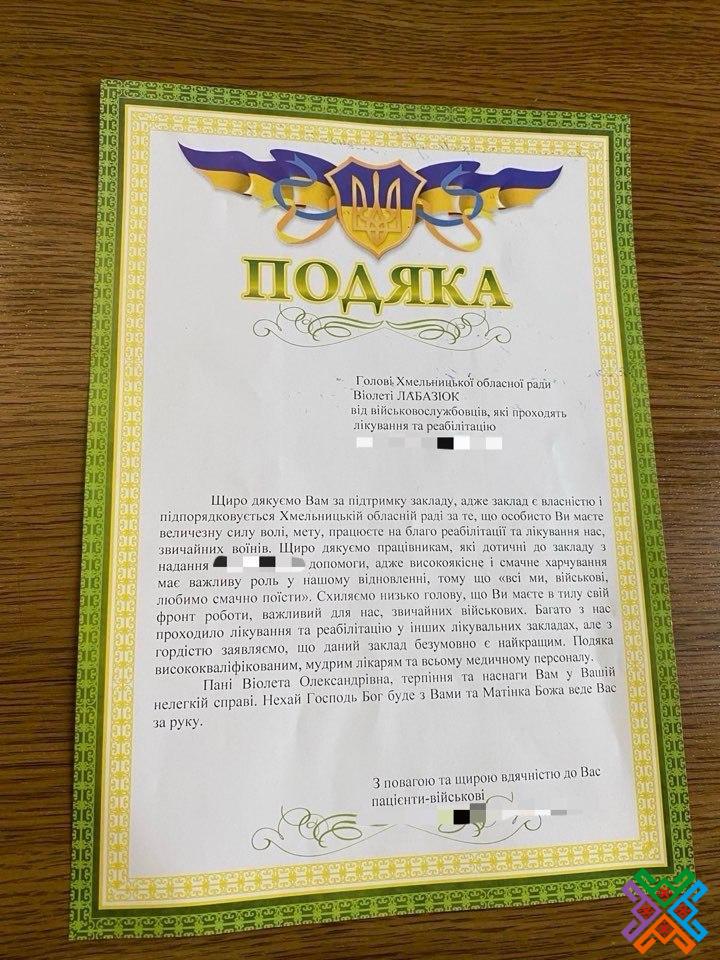 ПОДЯКА
Голові Хмельницької обласної ради
Віолеті ЛАБАЗЮК
від військовослужбовців, які проходять
лікування та реабілітацію
Щиро дякуємо Вам за підтримку закладу, адже заклад є власністю і
підпорядковується Хмельницькій обласній раді за те, що особисто Ви маєте
величезну силу волі, мету, працюєте на благо реабілітації та лікування нас,
звичайних воїнів. Щиро дякуємо працівникам, які дотичні до закладу з
надання допомоги, адже високоякісне і смачне харчування
має важливу роль у нашому відновленні, тому що «всі ми, військові,
любимо смачно поїсти». Схиляємо низько голову, що Ви маєте в тилу свій
фронт роботи, важливий для нас, звичайних військових. Багато з нас
проходило лікування та реабілітацію у інших лікувальних закладах, але з
гордістю заявляємо, що даний заклад безумовно є найкращим. Подяка
висококваліфікованим, мудрим лікарям та всьому медичному персоналу.
Пані Віолета Олександрівна, терпіння та наснаги Вам у Вашій
нелегкій справі. Нехай Господь Бог буде з Вами та Матінка Божа веде Вас
за руку.
З повагою та щирою вдячністю до Вас
пацієнти-військові